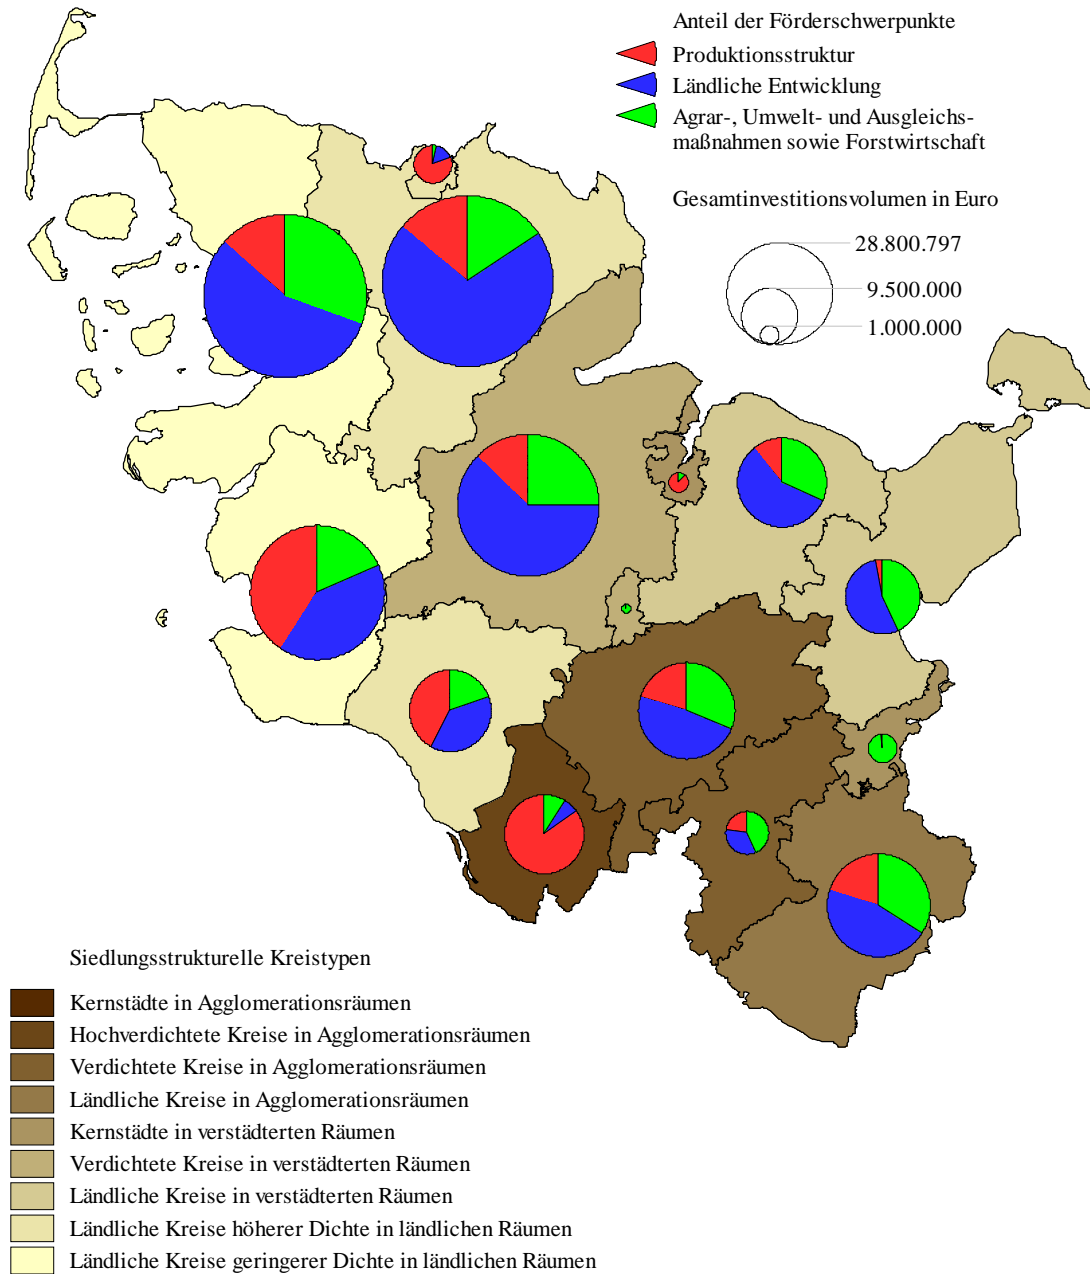 Anteil der Förderschwerpunkte
Produktionsstruktur
Ländliche Entwicklung
Agrar-, Umwelt- und Ausgleichs-
maßnahmen sowie Forstwirtschaft
Gesamtinvestitionsvolumen in Euro
28.800.797
9.500.000
1.000.000
Siedlungsstrukturelle Kreistypen
Kernstädte in Agglomerationsräumen
Hochverdichtete Kreise in Agglomerationsräumen
Verdichtete Kreise in Agglomerationsräumen
Ländliche Kreise in Agglomerationsräumen
Kernstädte in verstädterten Räumen
Verdichtete Kreise in verstädterten Räumen
Ländliche Kreise in verstädterten Räumen
Ländliche Kreise höherer Dichte in ländlichen Räumen
Ländliche Kreise geringerer Dichte in ländlichen Räumen